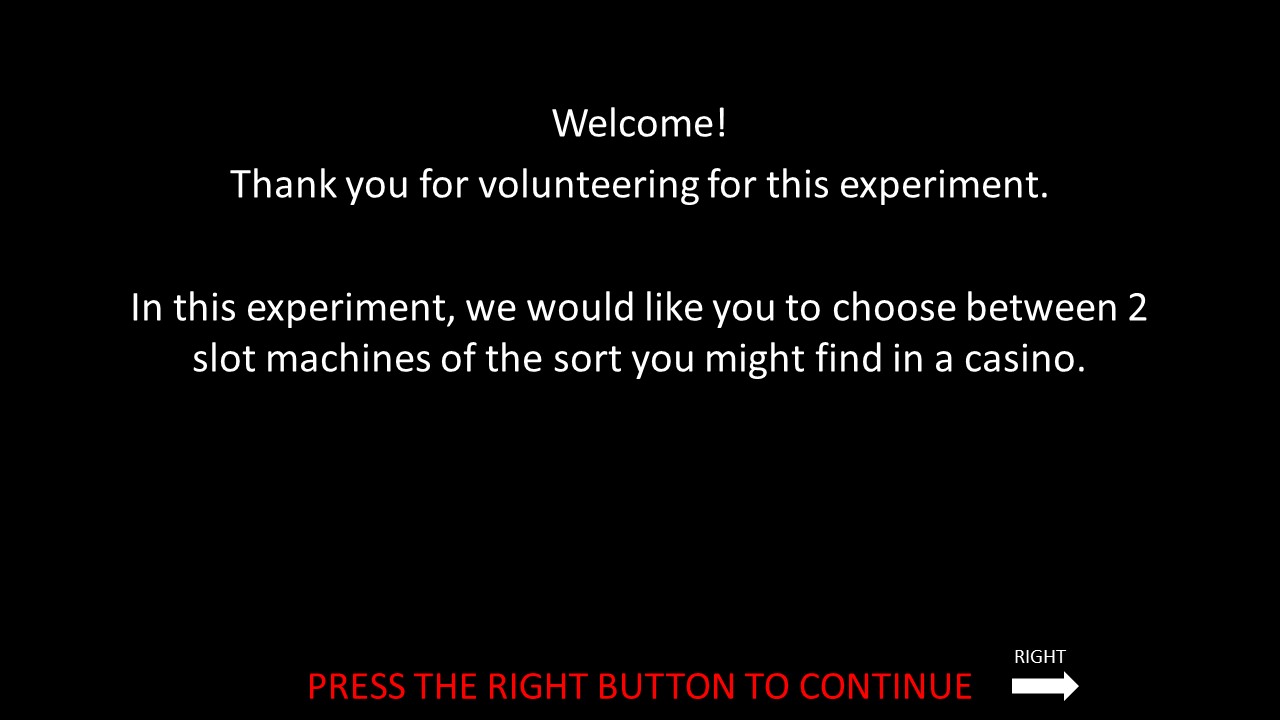 Welcome!
Thank you for volunteering for this experiment.
In this experiment, we would like you to choose between 2
slot machines of the sort you might find in a casino.
RIGHT
PRESS THE RIGHT BUTTON TO CONTINUE